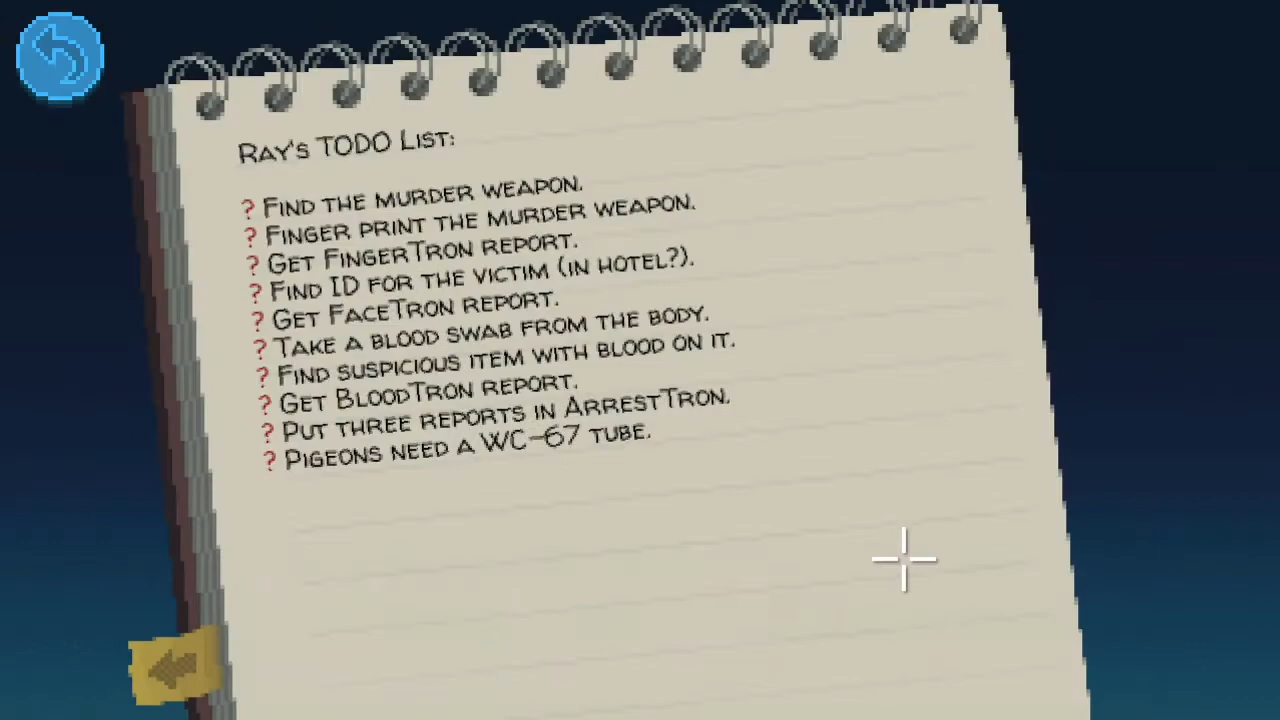 Ray's TODO List:
? Find the murder weapon.
? Finger print the murder weapon.
? Get FingerTron report.
? Find ID for the victim (in hotel?).
? Get FaceTron report.
? Take a blood swab from the body.
? Find suspicious item with blood on it.
? Get BloodTron report.
? Put three reports in ArrestTron.
? Pigeons need a WC-67 tube.